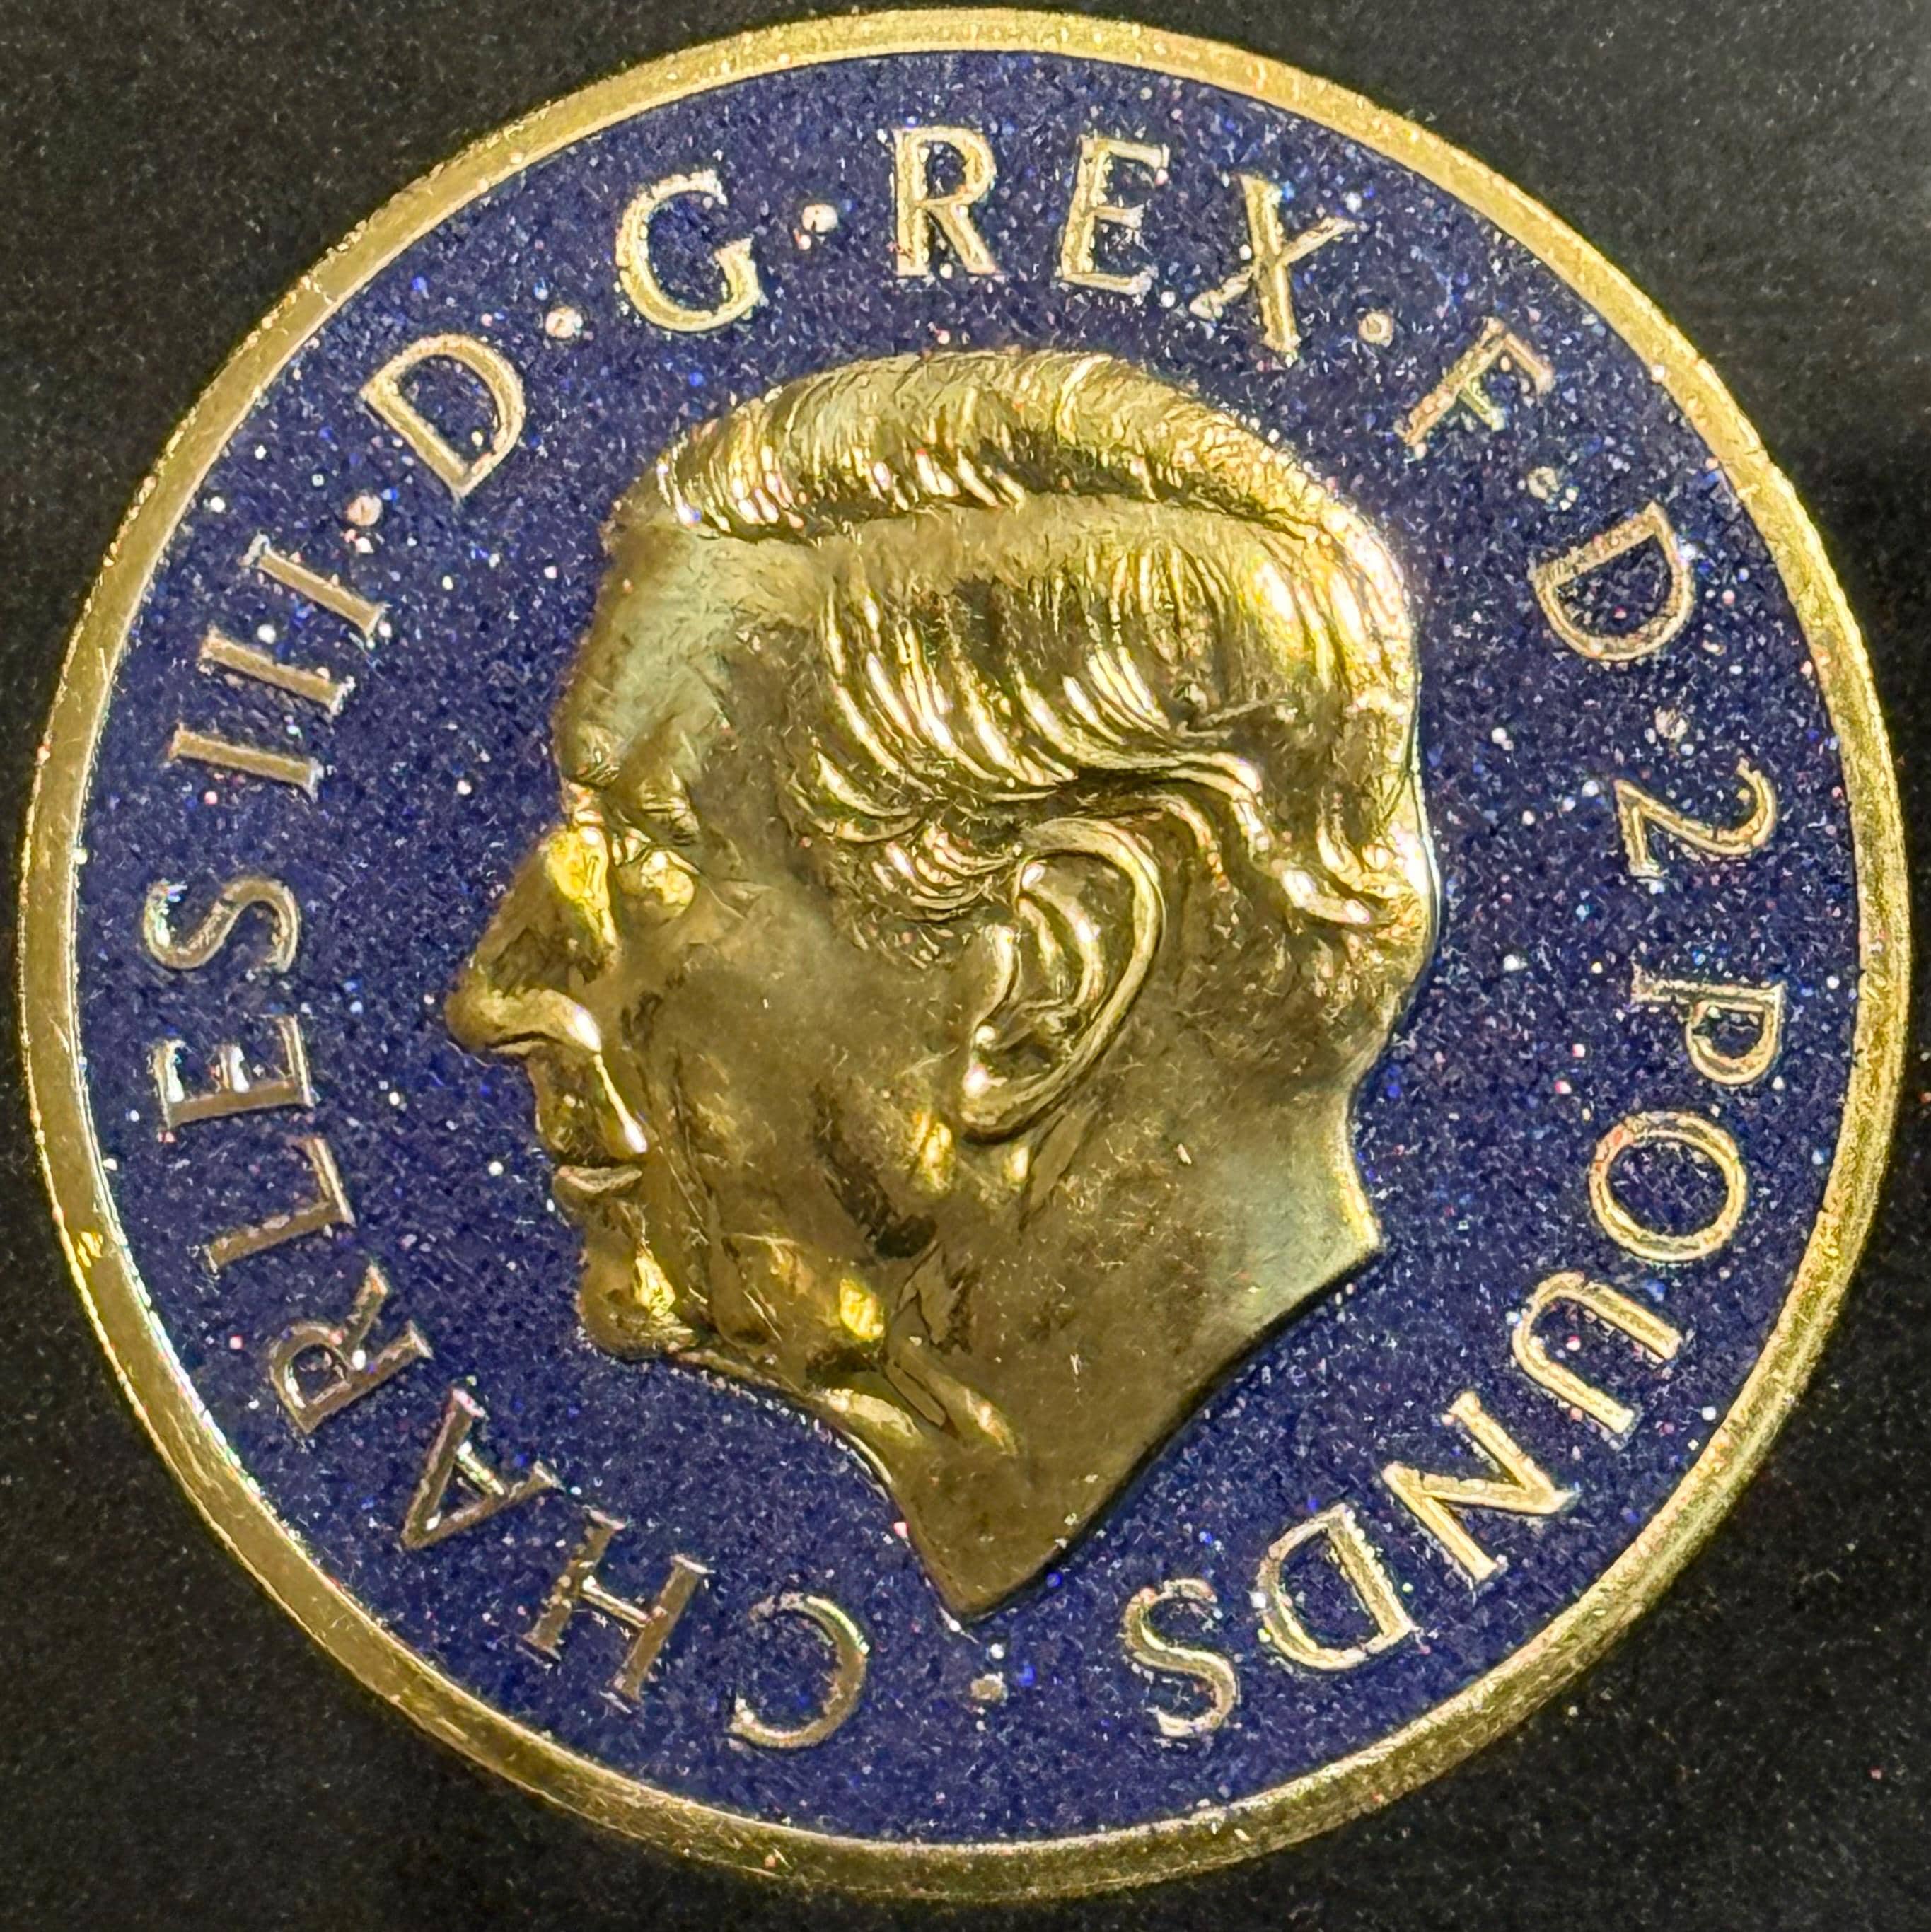 CHARLES III · D · G · REX · F · D · 2 POUNDS ·